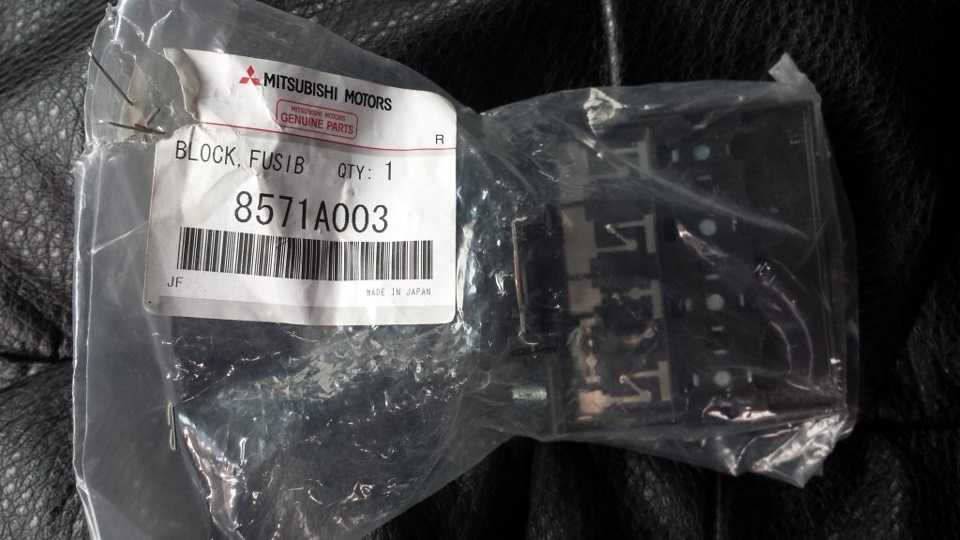 MITSUBISHI MOTORS
MITSUBISHI MOTORS
GENUINE PARTS
R
BLOCK, FUSIB QTY: 1
8571A003
JF
MADE IN JAPAN